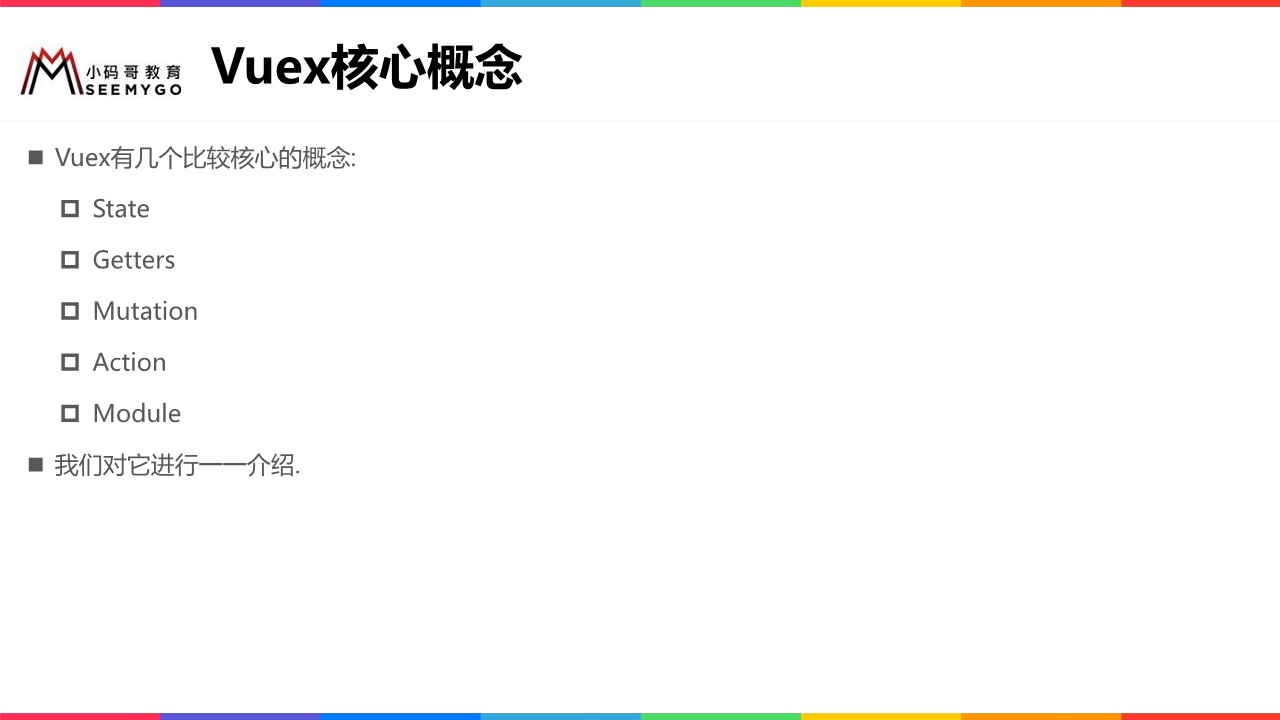 小码哥教育
SEEMYGO
Vuex核心概念
Vuex有几个比较核心的概念:
State
Getters
Mutation
Action
Module
我们对它进行一一介绍.